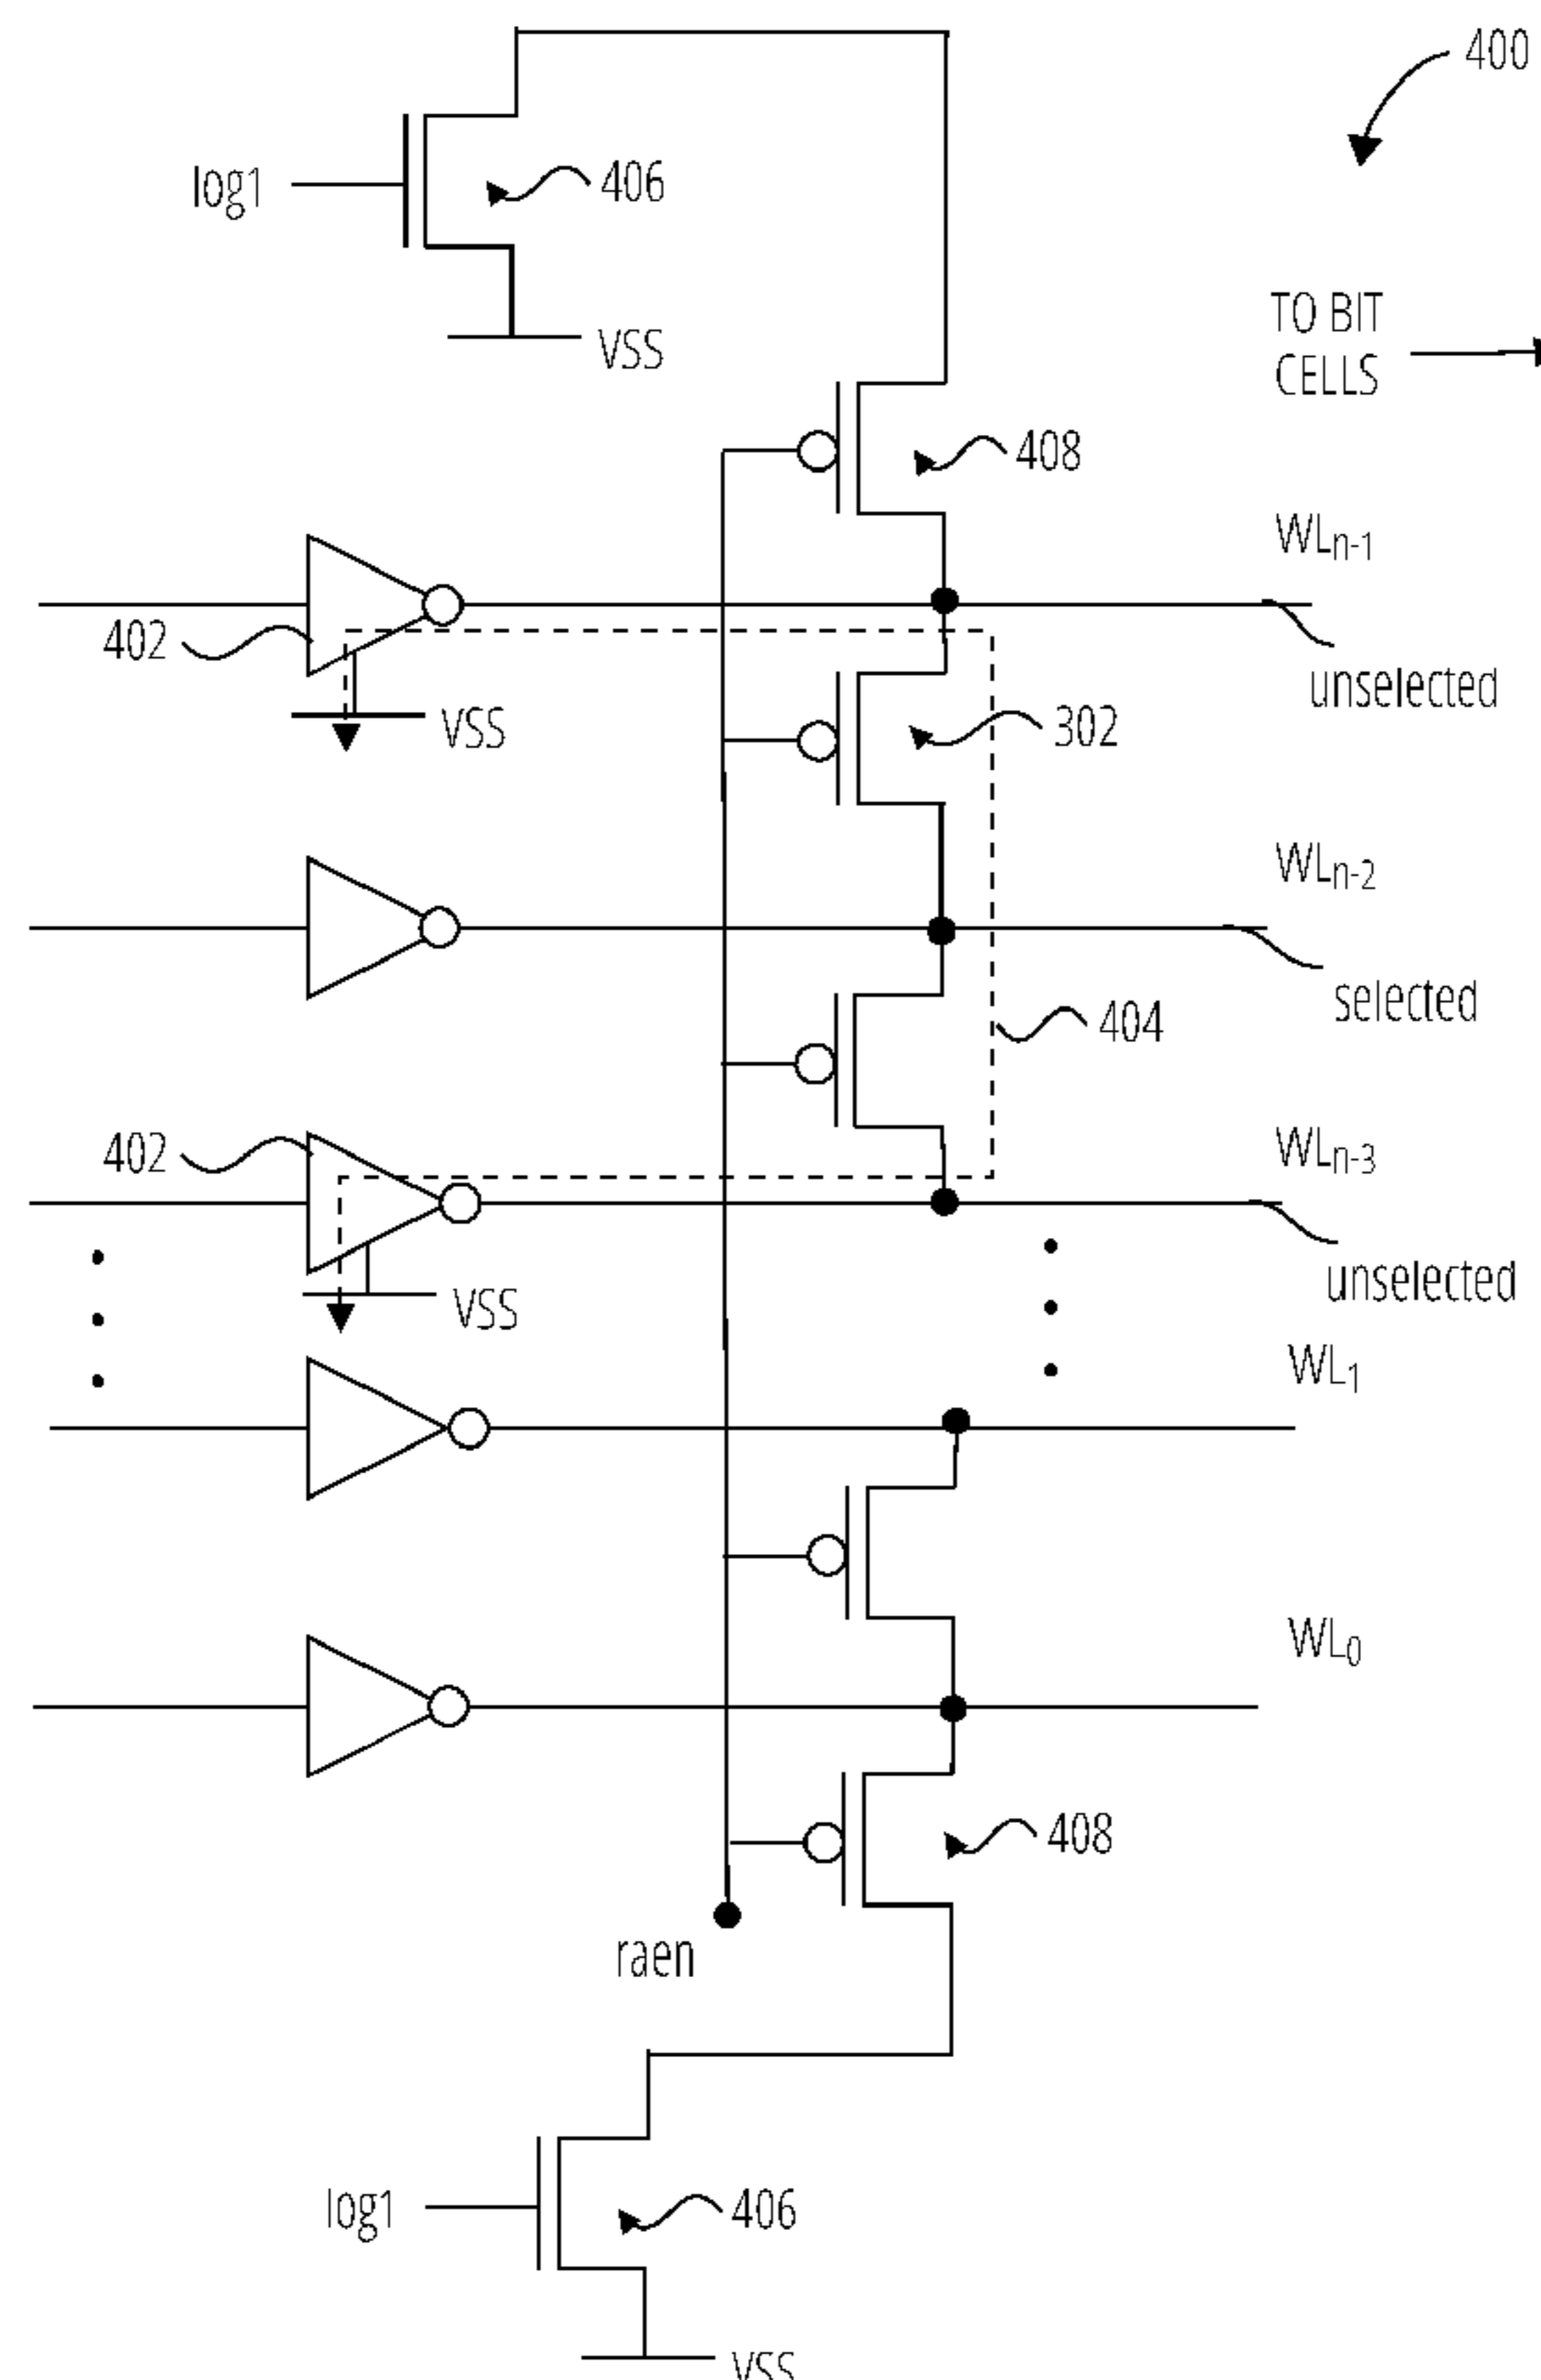 400
log1
406
TO BIT
CELLS
VSS
408
WLn-1
402
unselected
VSS
302
WLn-2
selected
404
402
WLn-3
unselected
VSS
WL1
WL0
408
raen
log1
406
VSS